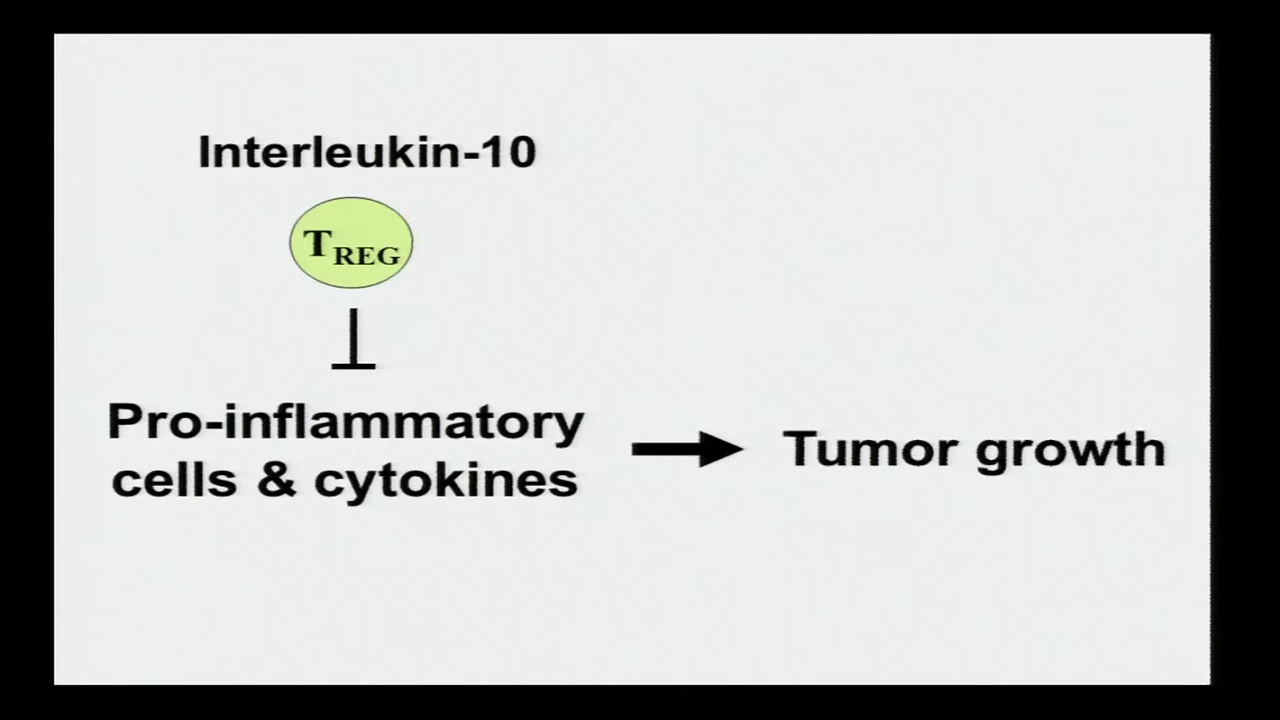 Interleukin-10
TREG
Pro-inflammatory
cells & cytokines
Tumor growth